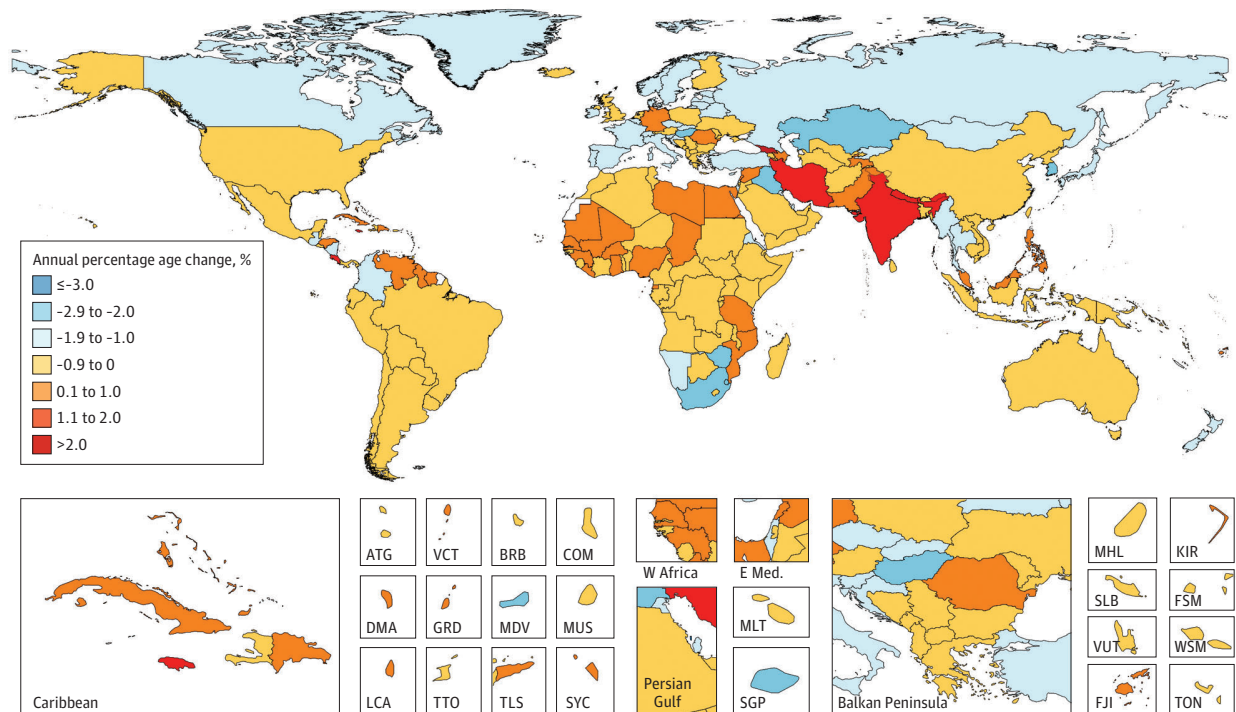 Annual percentage age change, %
≤-3.0
-2.9 to -2.0
-1.9 to -1.0
-0.9 to 0
0.1 to 1.0
1.1 to 2.0
>2.0
Caribbean
ATG
VCT
BRB
COM
DMA
GRD
MDV
MUS
LCA
TTO
TLS
SYC
W Africa
E Med.
Persian
Gulf
MLT
SGP
Balkan Peninsula
MHL
KIR
SLB
FSM
VUT
WSM
FJI
TON